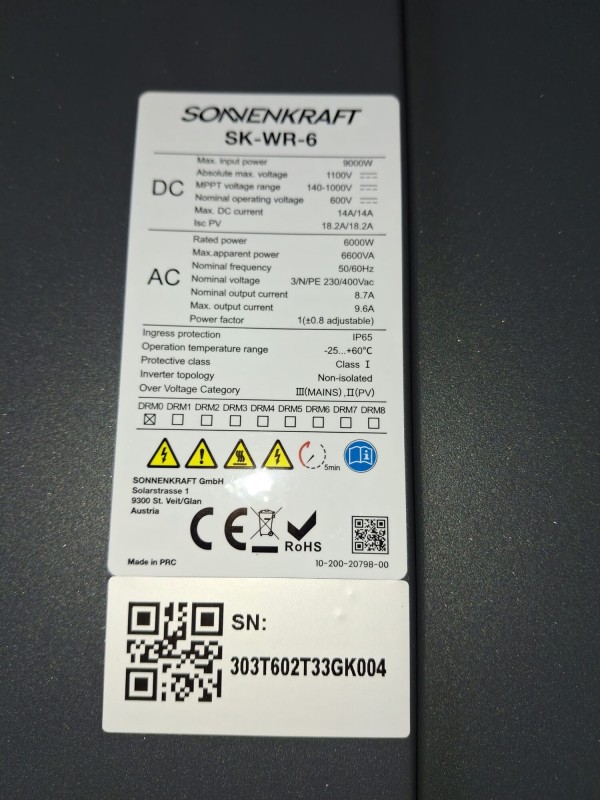 SONNENKRAFT
SK-WR-6
DC
Max. input power 9000W
Absolute max. voltage 1100V
MPPT voltage range 140-1000V
Nominal operating voltage 600V
Max. DC current 14A/14A
Isc PV 18.2A/18.2A
AC
Rated power 6000W
Max.apparent power 6600VA
Nominal frequency 50/60Hz
Nominal voltage 3/N/PE 230/400Vac
Nominal output current 8.7A
Max. output current 9.6A
Power factor 1(±0.8 adjustable)
Ingress protection IP65
Operation temperature range -25...+60℃
Protective class Class Ⅰ
Inverter topology Non-isolated
Over Voltage Category Ⅲ(MAINS) ,Ⅱ(PV)
DRM0 DRM1 DRM2 DRM3 DRM4 DRM5 DRM6 DRM7 DRM8
5min
SONNENKRAFT GmbH
Solarstrasse 1
9300 St. Veit/Glan
Austria
CE
RoHS
Made in PRC 10-200-20798-00
SN:
303T602T33GK004